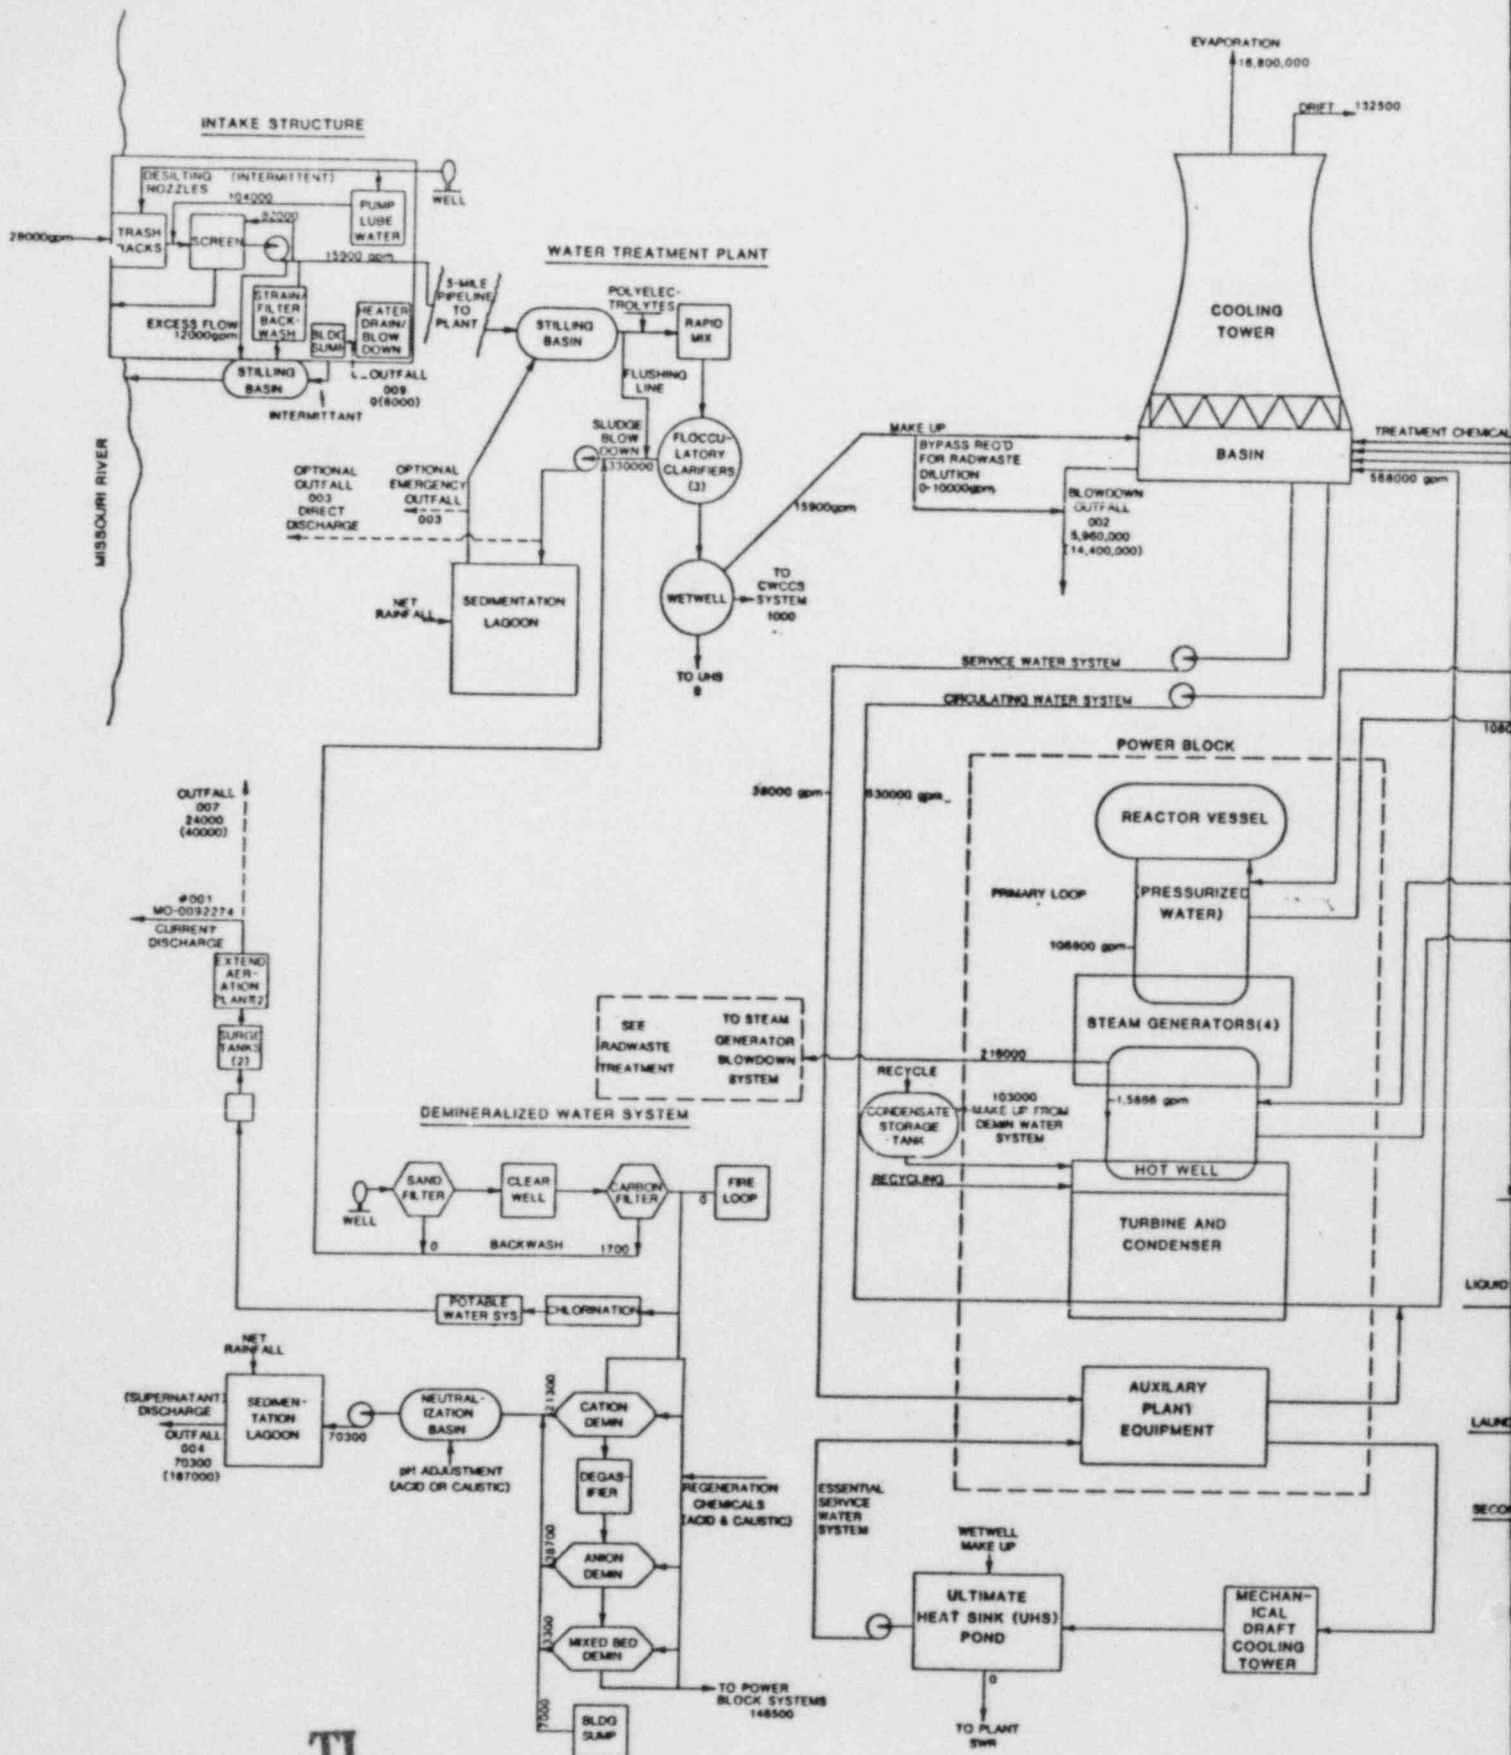 EVAPORATION
16,800,000
DRIFT
132500
INTAKE STRUCTURE
DESILTING (INTERMITTENT)
NOZZLES
104000
WELL
PUMP
LUBE
WATER
28000gpm
TRASH
RACKS
SCREEN
52000
15900 gpm
EXCESS FLOW
12000gpm
STRAIN/
FILTER
BACK-
WASH
BLDG
SUMP
HEATER
DRAIN/
BLOW
DOWN
STILLING
BASIN
OUTFALL
009
0(8000)
INTERMITTANT
5-MILE
PIPELINE
TO
PLANT
WATER TREATMENT PLANT
POLYELEC-
TROLYTES
STILLING
BASIN
RAPID
MIX
FLUSHING
LINE
SLUDGE
BLOW
DOWN
330000
FLOCCU-
LATORY
CLARIFIERS
(3)
COOLING
TOWER
BASIN
TREATMENT CHEMICAL
568000 gpm
MAKE UP
BYPASS REQ'D
FOR RADWASTE
DILUTION
0-10000gpm
15900gpm
BLOWDOWN
OUTFALL
002
5,960,000
(14,400,000)
MISSOURI RIVER
OPTIONAL
OUTFALL
003
DIRECT
DISCHARGE
OPTIONAL
EMERGENCY
OUTFALL
003
NET
RAINFALL
SEDIMENTATION
LAGOON
WETWELL
TO
CWCCS
SYSTEM
1000
TO UHS
SERVICE WATER SYSTEM
CIRCULATING WATER SYSTEM
POWER BLOCK
1080
38000 gpm
530000 gpm
OUTFALL
007
24000
(40000)
REACTOR VESSEL
PRIMARY LOOP
(PRESSURIZED
WATER)
#001
MO-0092274
CURRENT
DISCHARGE
EXTEND
AER-
ATION
PLANT(2)
SURGE
TANKS
(2)
STEAM GENERATORS(4)
SEE
RADWASTE
TREATMENT
TO STEAM
GENERATOR
BLOWDOWN
SYSTEM
216000
RECYCLE
CONDENSATE
STORAGE
TANK
103000
MAKE UP FROM
DEMIN WATER
SYSTEM
RECYCLING
HOT WELL
TURBINE AND
CONDENSER
DEMINERALIZED WATER SYSTEM
WELL
SAND
FILTER
CLEAR
WELL
CARBON
FILTER
0
FIRE
LOOP
0
BACKWASH
1700
POTABLE
WATER SYS
CHLORINATION
LIQUID
NET
RAINFALL
(SUPERNATANT)
DISCHARGE
OUTFALL
004
70300
(187000)
SEDIMEN-
TATION
LAGOON
70300
NEUTRAL-
IZATION
BASIN
pH ADJUSTMENT
(ACID OR CAUSTIC)
21300
CATION
DEMIN
DEGAS-
IFIER
REGENERATION
CHEMICALS
(ACID & CAUSTIC)
38700
ANION
DEMIN
3300
MIXED BED
DEMIN
TO POWER
BLOCK SYSTEMS
146500
7000
BLDG
SUMP
AUXILARY
PLANT
EQUIPMENT
LAUND
ESSENTIAL
SERVICE
WATER
SYSTEM
WETWELL
MAKE UP
ULTIMATE
HEAT SINK (UHS)
POND
0
TO PLANT
SWR
MECHAN-
ICAL
DRAFT
COOLING
TOWER
SECON
TI